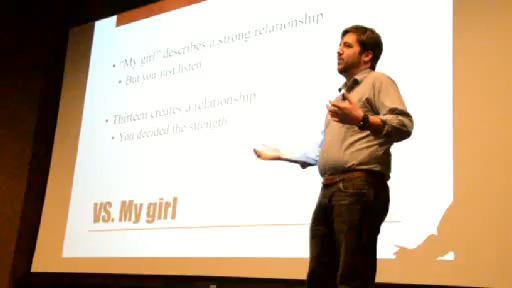 "My girl" describes a strong relationship
But you just listen
Thirteen creates a relationship
You decided the strength
VS. My girl